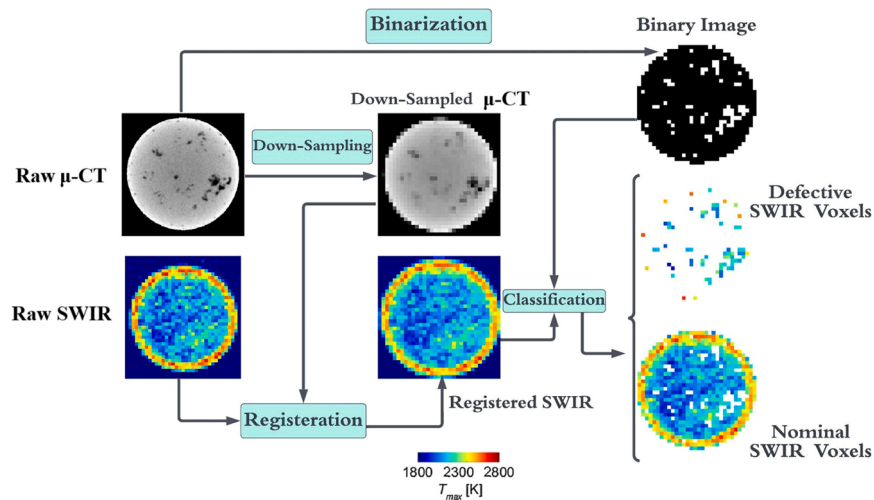 Binarization
Binary Image
Down-Sampled μ-CT
Down-Sampling
Raw μ-CT
Defective
SWIR Voxels
Raw SWIR
Classification
Registeration
Registered SWIR
Nominal
SWIR Voxels
1800 2300 2800
Tmax [K]